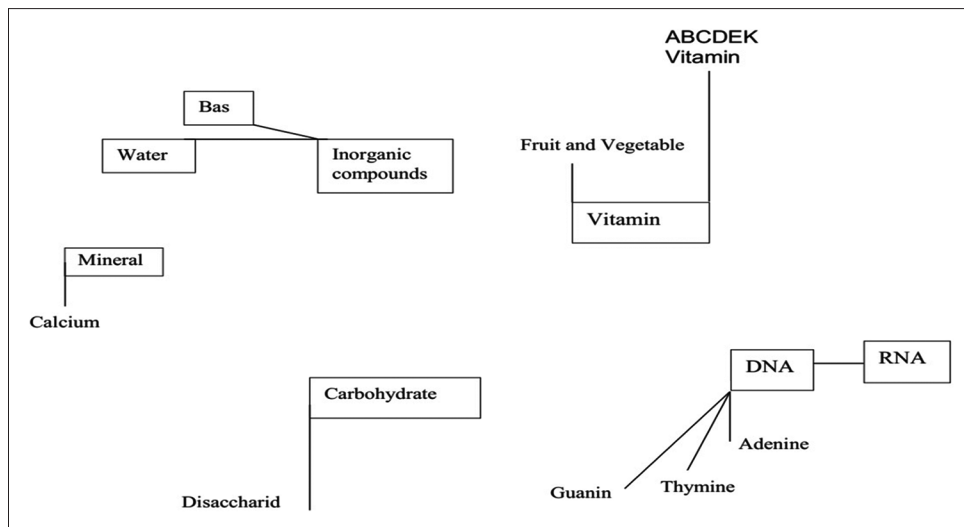 ABCDEK
Vitamin
Bas
Fruit and Vegetable
Water
Inorganic
compounds
Vitamin
Mineral
Calcium
DNA
RNA
Carbohydrate
Adenine
Thymine
Guanin
Disaccharid